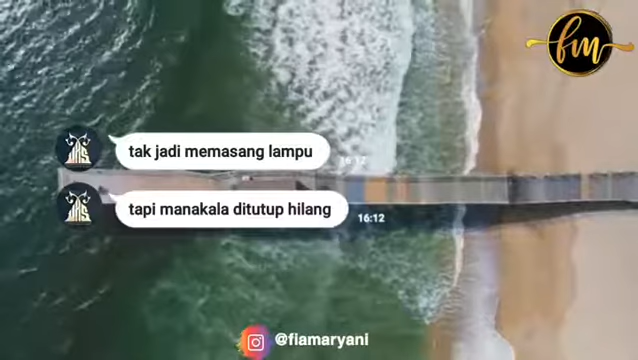 fm
tak jadi memasang lampu
16:12
tapi manakala ditutup hilang
16:12
@fiamaryani